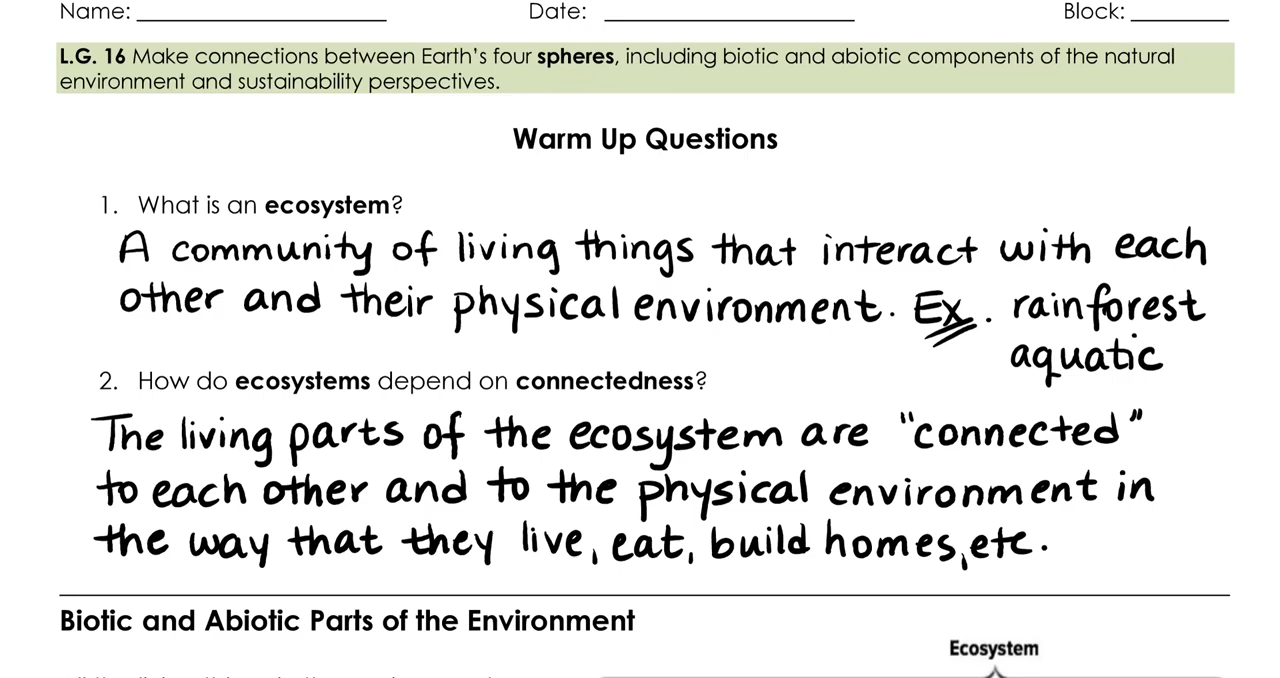 Name: ____________________ Date: ____________________ Block: ________
L.G. 16 Make connections between Earth's four spheres, including biotic and abiotic components of the natural
environment and sustainability perspectives.
Warm Up Questions
1. What is an ecosystem?
A community of living things that interact with each
other and their physical environment. Ex. rainforest
aquatic
2. How do ecosystems depend on connectedness?
The living parts of the ecosystem are "connected"
to each other and to the physical environment in
the way that they live, eat, build homes, etc.
Biotic and Abiotic Parts of the Environment
Ecosystem